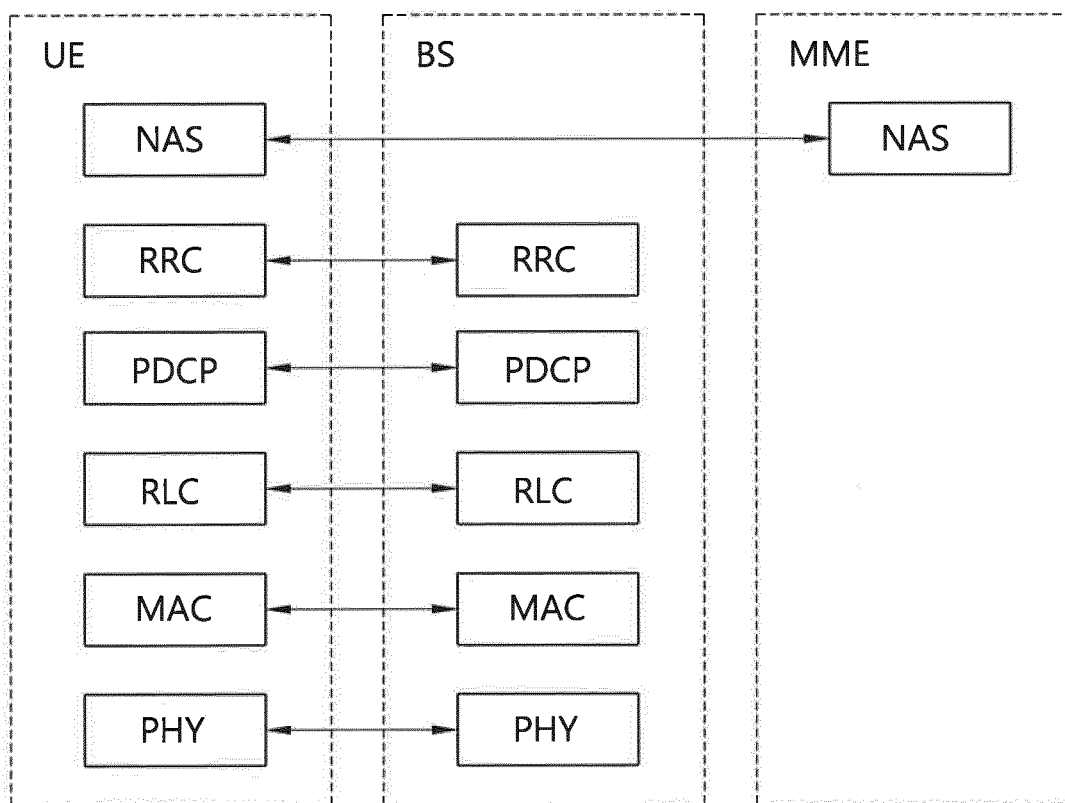 UE
BS
MME
NAS
NAS
RRC
RRC
PDCP
PDCP
RLC
RLC
MAC
MAC
PHY
PHY